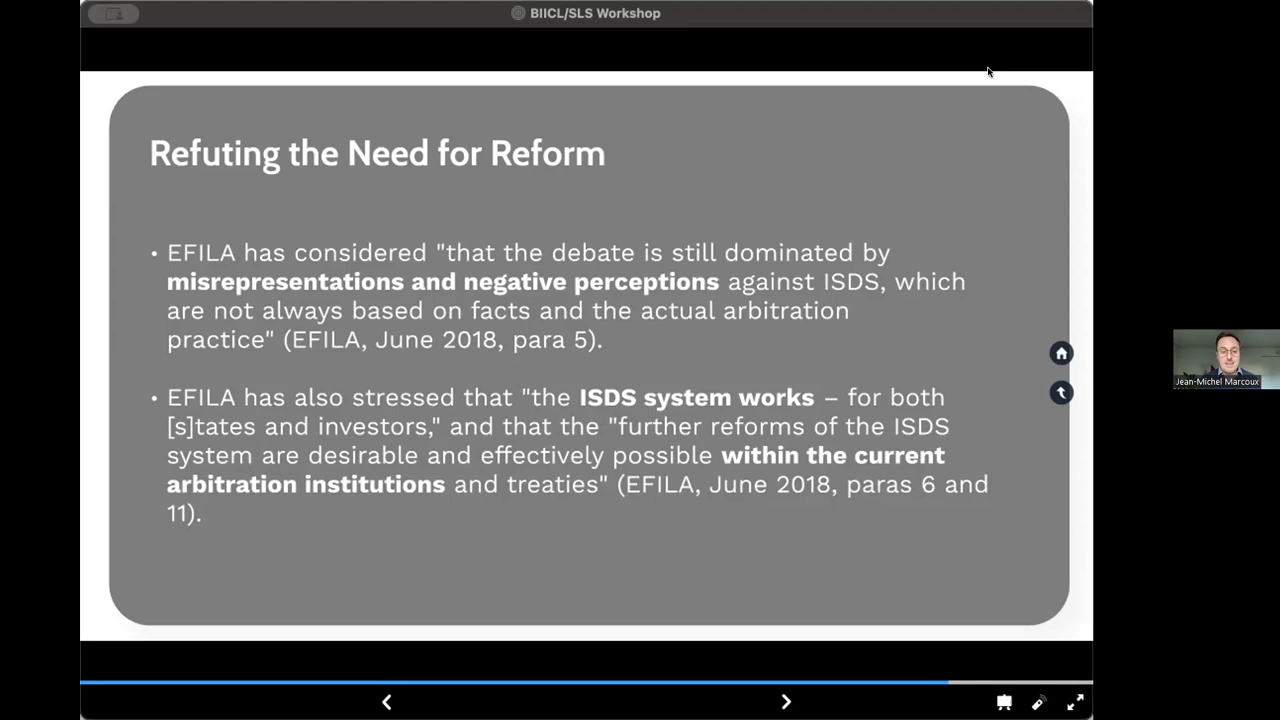 BIICL/SLS Workshop
Refuting the Need for Reform
• EFILA has considered "that the debate is still dominated by
misrepresentations and negative perceptions against ISDS, which
are not always based on facts and the actual arbitration
practice" (EFILA, June 2018, para 5).
• EFILA has also stressed that "the ISDS system works – for both
[s]tates and investors," and that the "further reforms of the ISDS
system are desirable and effectively possible within the current
arbitration institutions and treaties" (EFILA, June 2018, paras 6 and
11).
Jean-Michel Marcoux